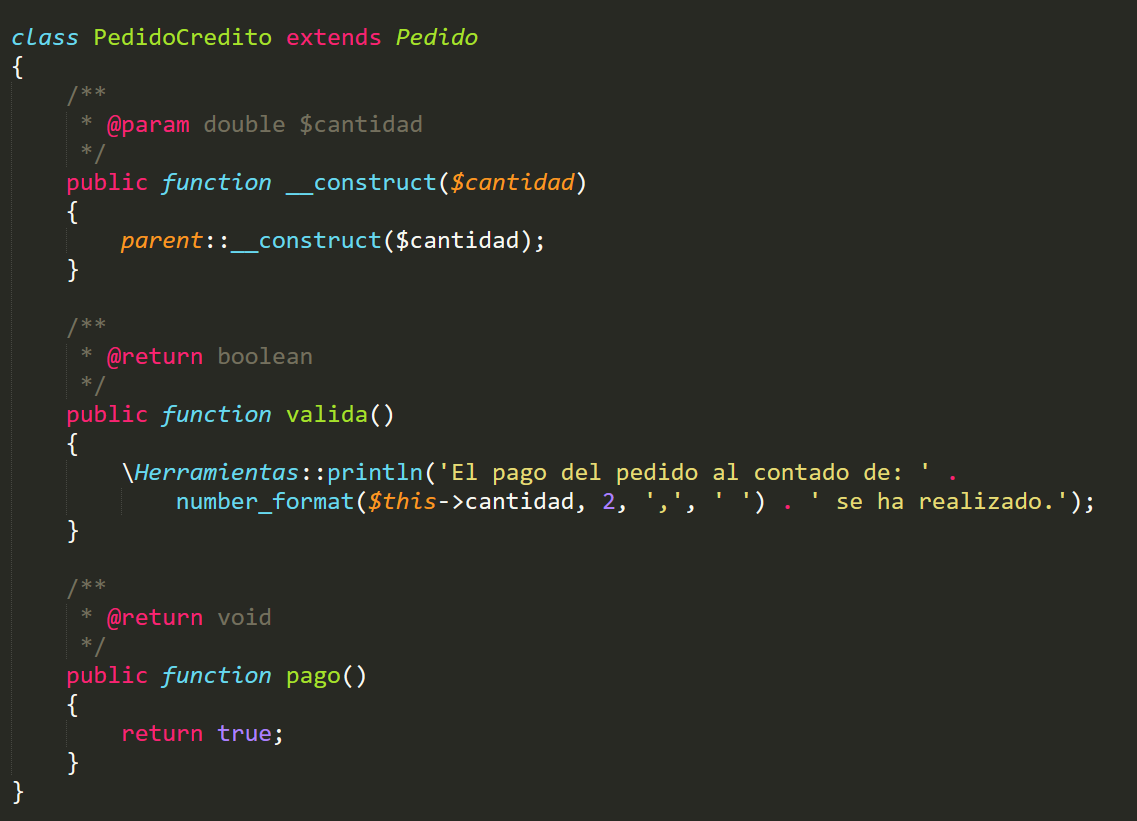 class PedidoCredito extends Pedido
{
    /**
     * @param double $cantidad
     */
    public function __construct($cantidad)
    {
        parent::__construct($cantidad);
    }

    /**
     * @return boolean
     */
    public function valida()
    {
        \Herramientas::println('El pago del pedido al contado de: ' .
            number_format($this->cantidad, 2, ',', ' ') . ' se ha realizado.');
    }

    /**
     * @return void
     */
    public function pago()
    {
        return true;
    }
}